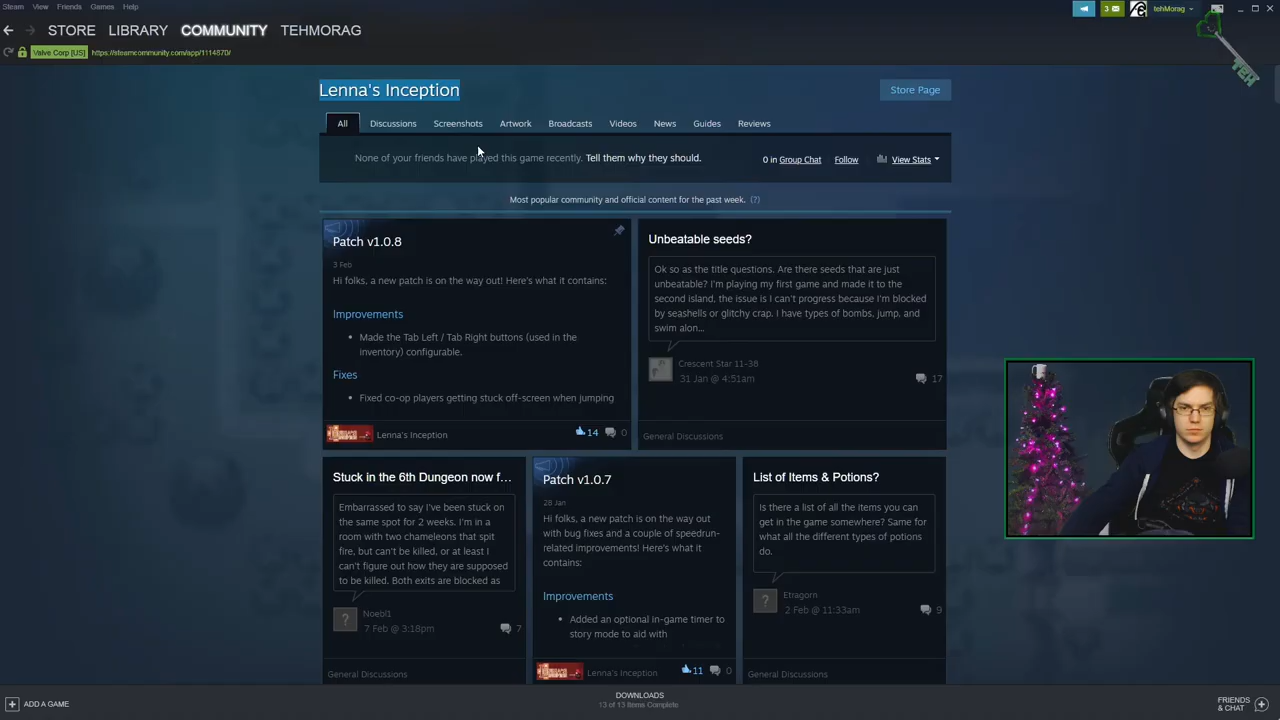 Steam View Friends Games Help
3
tehMorag
STORE LIBRARY COMMUNITY TEHMORAG
Valve Corp [US] https://steamcommunity.com/app/1114870/
TEH
Lenna's Inception
Store Page
All Discussions Screenshots Artwork Broadcasts Videos News Guides Reviews
None of your friends have played this game recently. Tell them why they should.
0 in Group Chat Follow View Stats
Most popular community and official content for the past week. (?)
Patch v1.0.8
3 Feb
Hi folks, a new patch is on the way out! Here's what it contains:
Improvements
• Made the Tab Left / Tab Right buttons (used in the
inventory) configurable.
Fixes
• Fixed co-op players getting stuck off-screen when jumping
Lenna's Inception
14 0
Unbeatable seeds?
Ok so as the title questions. Are there seeds that are just
unbeatable? I'm playing my first game and made it to the
second island, the issue is I can't progress because I'm blocked
by seashells or glitchy crap. I have types of bombs, jump, and
swim alon...
Crescent Star 11-38
31 Jan @ 4:51am
17
General Discussions
Stuck in the 6th Dungeon now f...
Embarrassed to say I've been stuck on
the same spot for 2 weeks. I'm in a
room with two chameleons that spit
fire, but can't be killed, or at least I
can't figure out how they are
supposed to be killed. Both exits are blocked as
Noebl1
7 Feb @ 3:18pm
7
General Discussions
Patch v1.0.7
28 Jan
Hi folks, a new patch is on the way out
with bug fixes and a couple of speedrun-
related improvements! Here's what it
contains:
Improvements
• Added an optional in-game timer to
story mode to aid with
Lenna's Inception
11 0
List of Items & Potions?
Is there a list of all the items you can
get in the game somewhere? Same for
what all the different types of potions
do.
Etragorn
2 Feb @ 11:33am
9
General Discussions
ADD A GAME
DOWNLOADS
13 of 13 Items Complete
FRIENDS
& CHAT